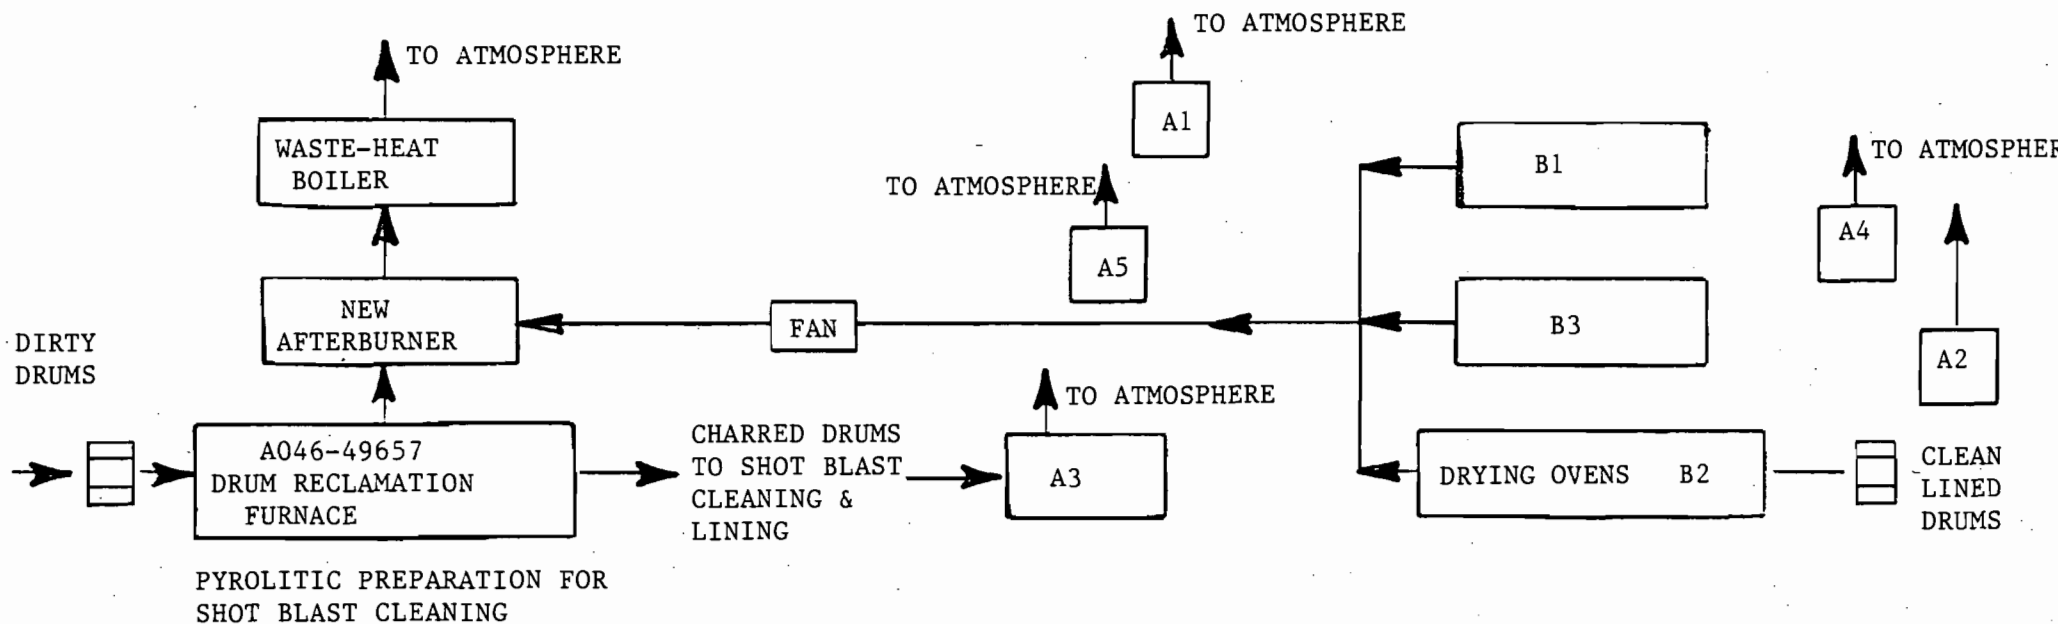 TO ATMOSPHERE
TO ATMOSPHERE
A1
WASTE-HEAT
BOILER
B1
TO ATMOSPHER
TO ATMOSPHERE
A4
A5
NEW
AFTERBURNER
FAN
B3
DIRTY
DRUMS
A2
TO ATMOSPHERE
A046-49657
DRUM RECLAMATION
FURNACE
CHARRED DRUMS
TO SHOT BLAST
CLEANING &
LINING
A3
DRYING OVENS B2
CLEAN
LINED
DRUMS
PYROLITIC PREPARATION FOR
SHOT BLAST CLEANING